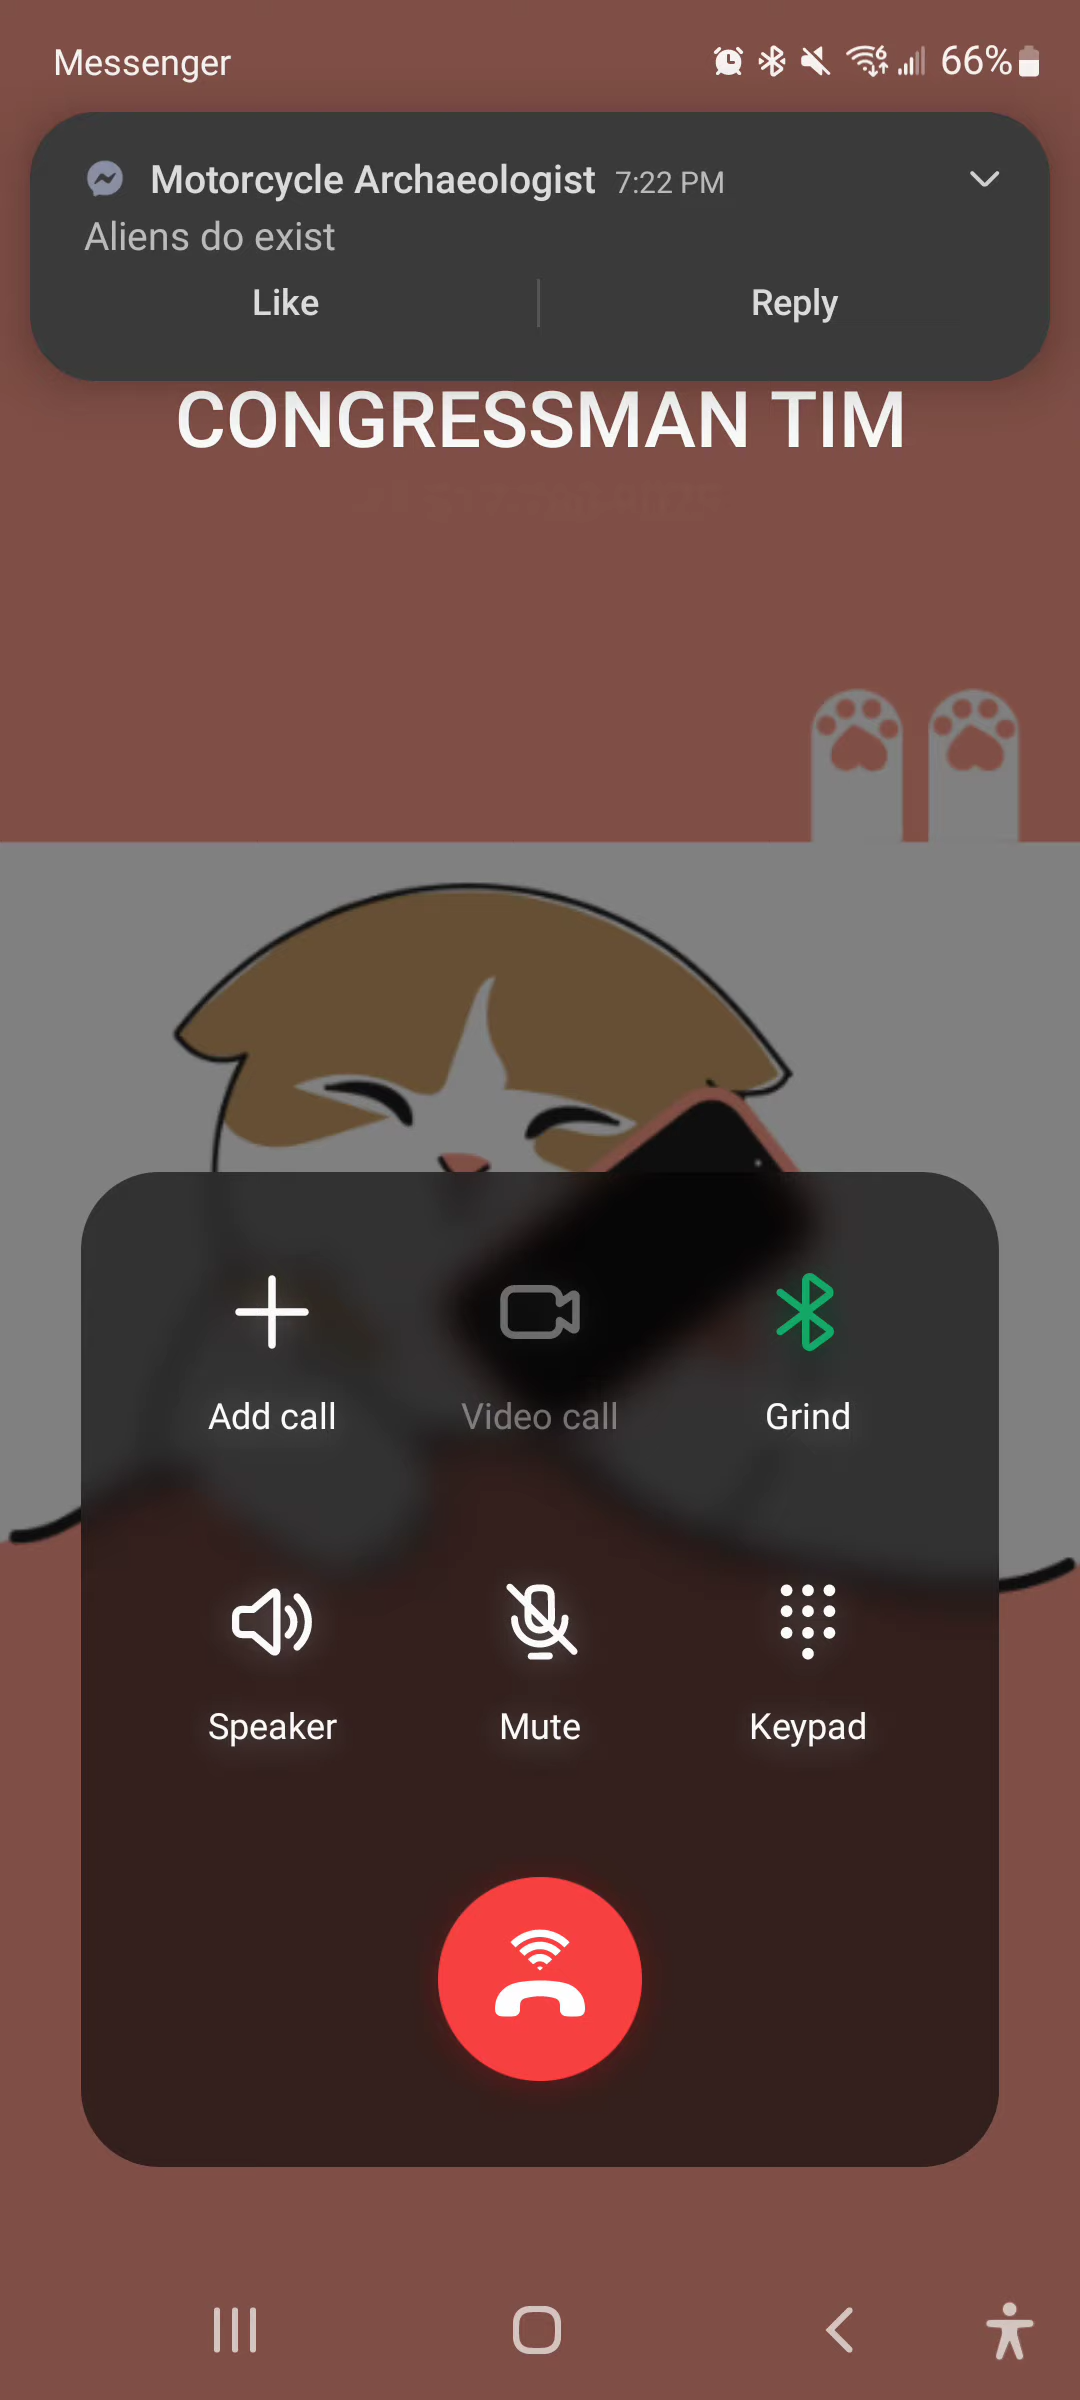 Messenger
66%
Motorcycle Archaeologist 7:22 PM
Aliens do exist
Like Reply
CONGRESSMAN TIM
Add call Video call Grind
Speaker Mute Keypad